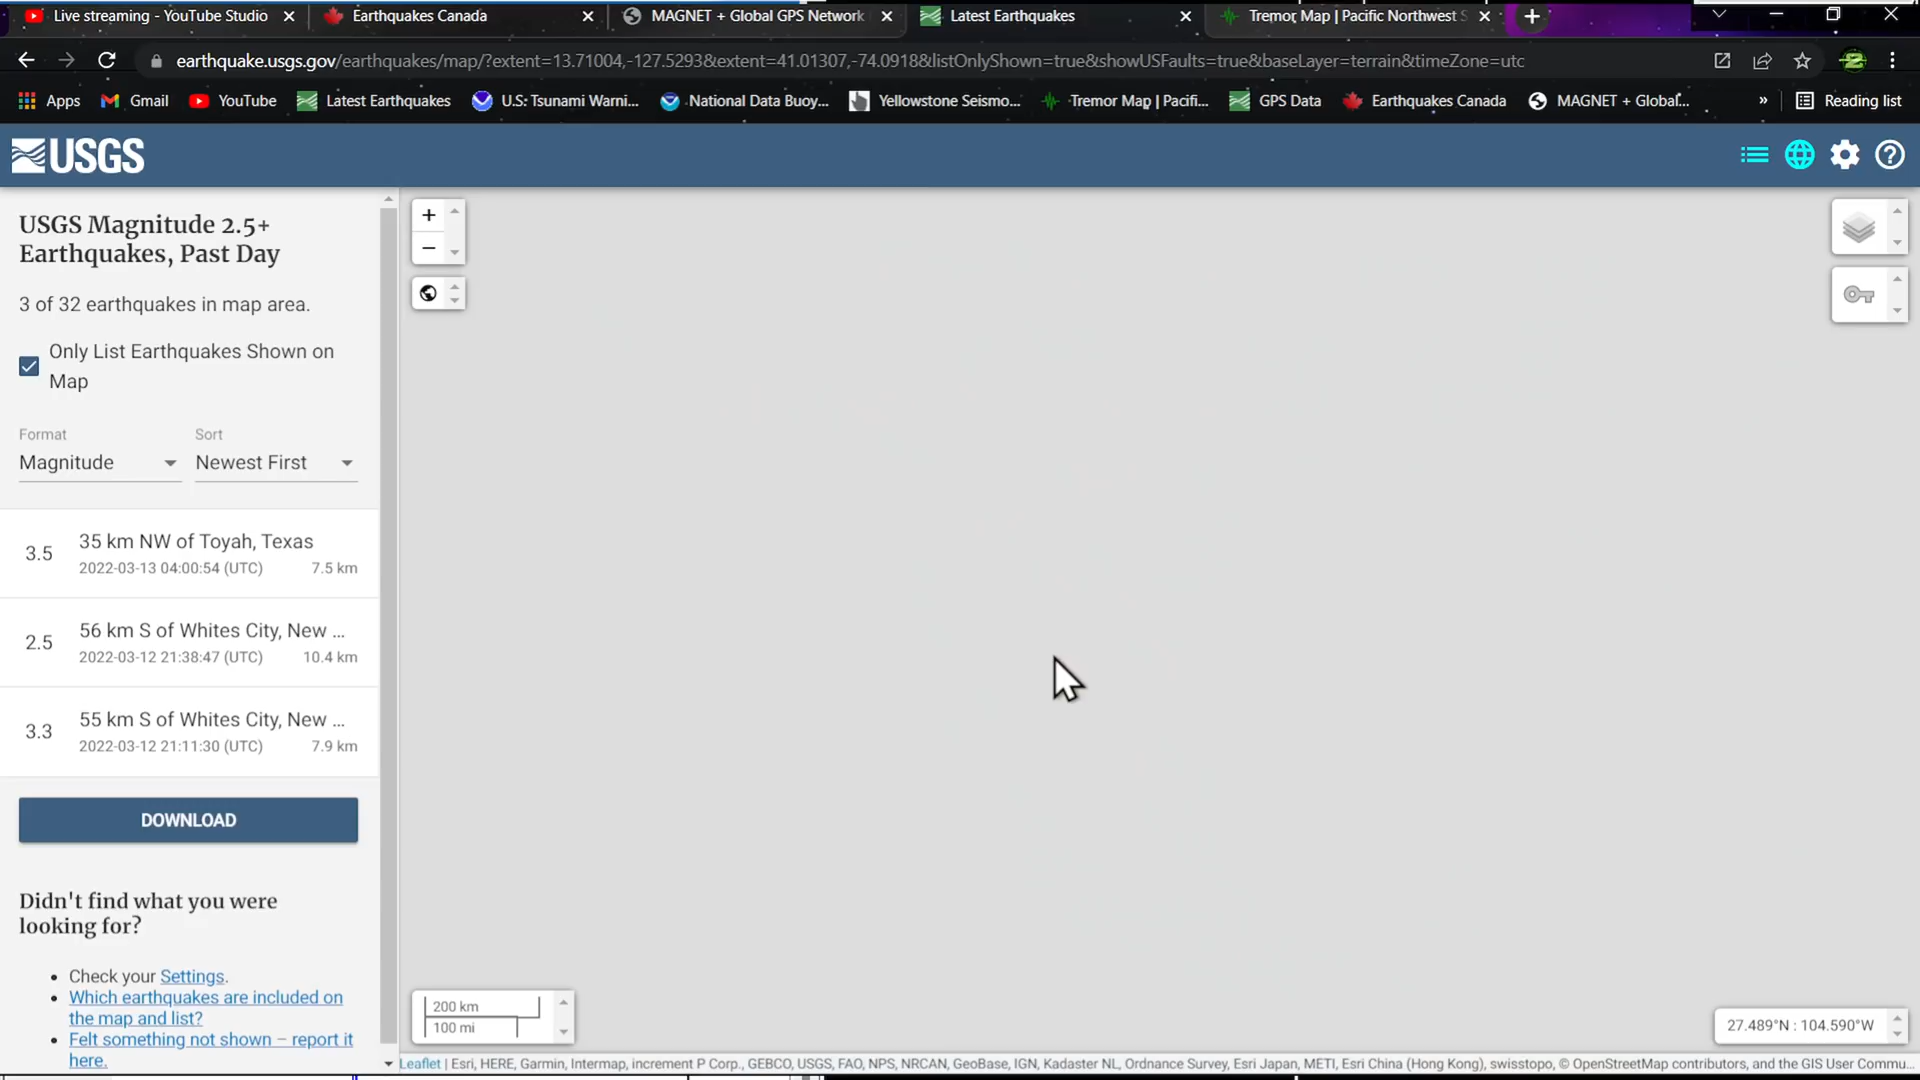 Live streaming - YouTube Studio
Earthquakes Canada
MAGNET + Global GPS Network
Latest Earthquakes
Tremor Map | Pacific Northwest S
earthquake.usgs.gov/earthquakes/map/?extent=13.71004,-127.5293&extent=41.01307,-74.0918&listOnlyShown=true&showUSFaults=true&baseLayer=terrain&timeZone=utc
Apps
Gmail
YouTube
Latest Earthquakes
U.S: Tsunami Warni...
National Data Buoy...
Yellowstone Seismo...
Tremor Map | Pacifi...
GPS Data
Earthquakes Canada
MAGNET + Global...
»
Reading list
USGS
USGS Magnitude 2.5+
Earthquakes, Past Day
3 of 32 earthquakes in map area.
Only List Earthquakes Shown on
Map
Format
Sort
Magnitude
Newest First
3.5
35 km NW of Toyah, Texas
2022-03-13 04:00:54 (UTC)
7.5 km
2.5
56 km S of Whites City, New ...
2022-03-12 21:38:47 (UTC)
10.4 km
3.3
55 km S of Whites City, New ...
2022-03-12 21:11:30 (UTC)
7.9 km
DOWNLOAD
Didn't find what you were
looking for?
• Check your Settings.
• Which earthquakes are included on
the map and list?
• Felt something not shown – report it
here.
+
−
200 km
100 mi
27.489°N : 104.590°W
Leaflet | Esri, HERE, Garmin, Intermap, increment P Corp., GEBCO, USGS, FAO, NPS, NRCAN, GeoBase, IGN, Kadaster NL, Ordnance Survey, Esri Japan, METI, Esri China (Hong Kong), swisstopo, © OpenStreetMap contributors, and the GIS User Commu...